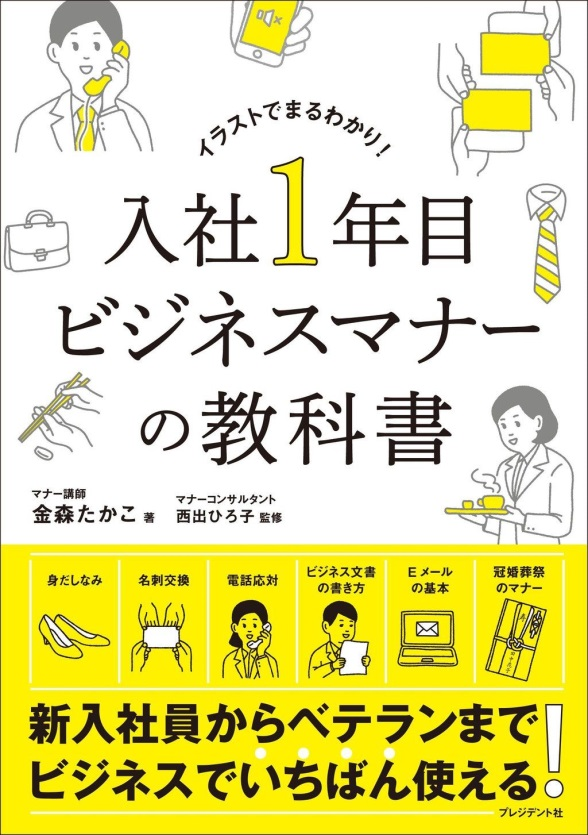 イラストでまるわかり!
入社1年目
ビジネスマナー
の教科書
マナー講師
金森たかこ 著
マナーコンサルタント
西出ひろ子 監修
身だしなみ
名刺交換
電話応対
ビジネス文書
の書き方
Eメール
の基本
冠婚葬祭
のマナー
寿
新入社員からベテランまで
ビジネスでいちばん使える!
プレジデント社